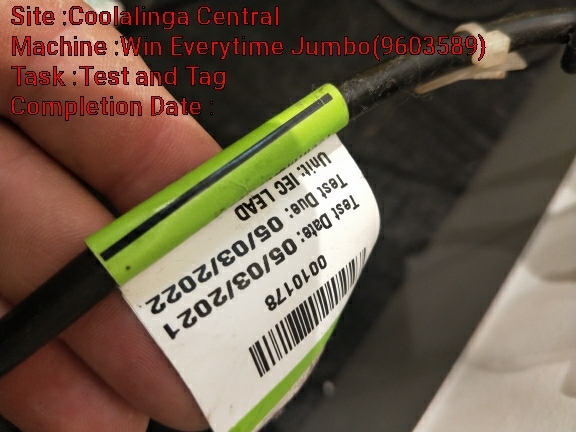 Site :Coolalinga Central
Machine :Win Everytime Jumbo(9603589)
Task :Test and Tag
Completion Date :
0010178
Test Date: 05/03/2021
Test Due: 05/03/2022
Unit: IEC LEAD